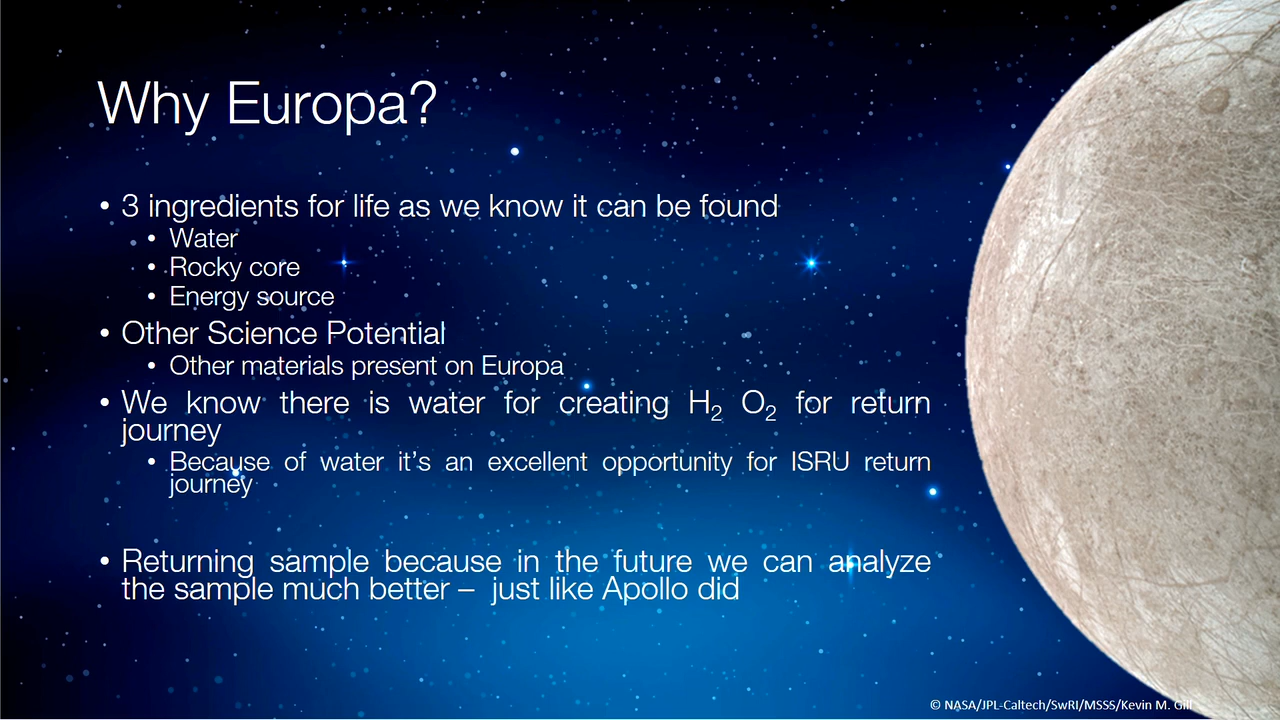 Why Europa?
• 3 ingredients for life as we know it can be found
• Water
• Rocky core
• Energy source
• Other Science Potential
• Other materials present on Europa
• We know there is water for creating H₂ O₂ for return
journey
• Because of water it’s an excellent opportunity for ISRU return
journey
• Returning sample because in the future we can analyze
the sample much better – just like Apollo did
© NASA/JPL-Caltech/SwRI/MSSS/Kevin M. Gill